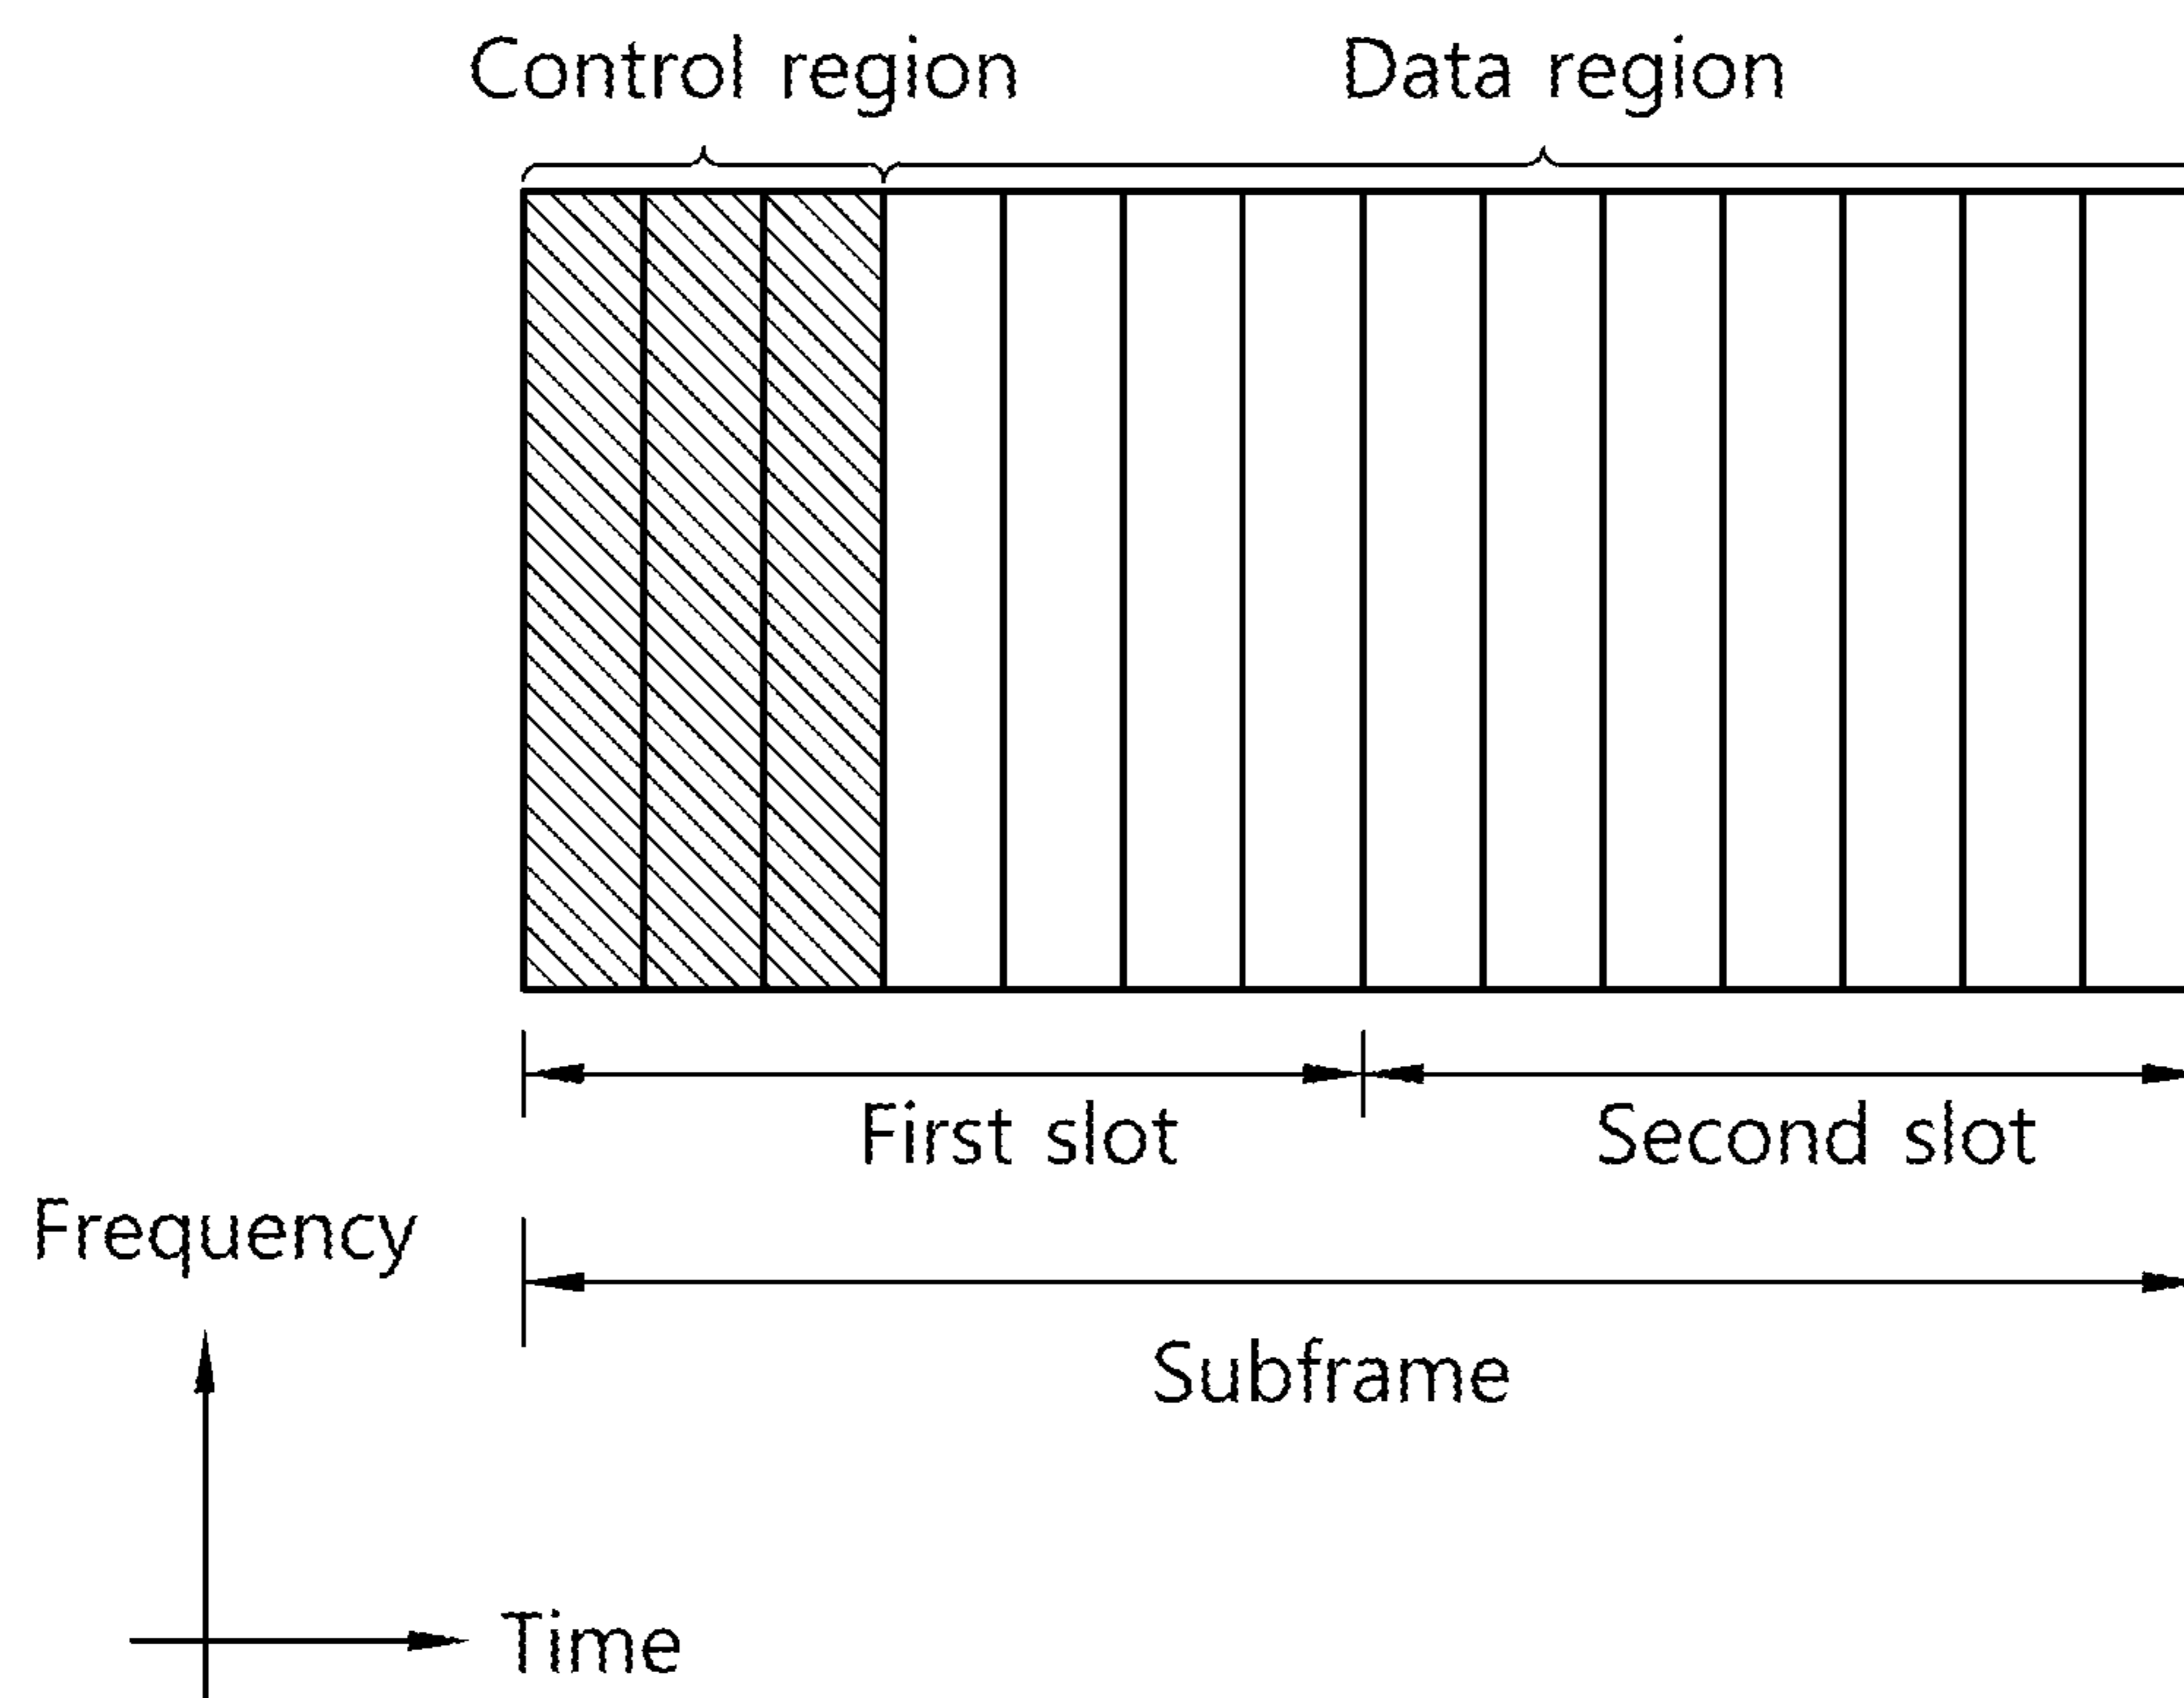 Control region Data region
First slot Second slot
Frequency
Subframe
Time